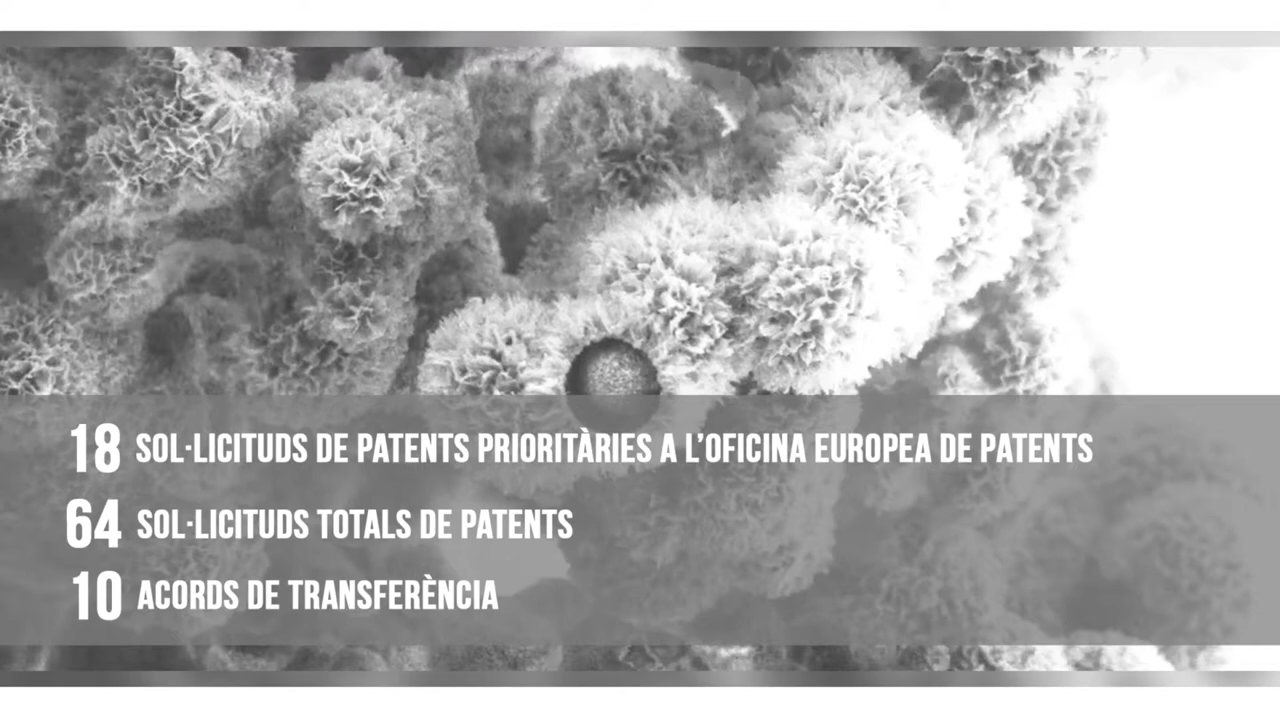 18 SOL·LICITUDS DE PATENTS PRIORITÀRIES A L'OFICINA EUROPEA DE PATENTS
64 SOL·LICITUDS TOTALS DE PATENTS
10 ACORDS DE TRANSFERÈNCIA